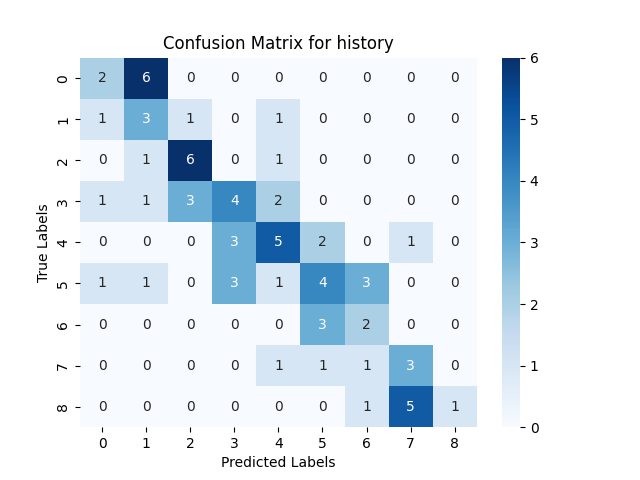 Confusion Matrix for history
True Labels
0 2 6 0 0 0 0 0 0 0
1 1 3 1 0 1 0 0 0 0
2 0 1 6 0 1 0 0 0 0
3 1 1 3 4 2 0 0 0 0
4 0 0 0 3 5 2 0 1 0
5 1 1 0 3 1 4 3 0 0
6 0 0 0 0 0 3 2 0 0
7 0 0 0 0 1 1 1 3 0
8 0 0 0 0 0 0 1 5 1
0 1 2 3 4 5 6 7 8
Predicted Labels
6
5
4
3
2
1
0